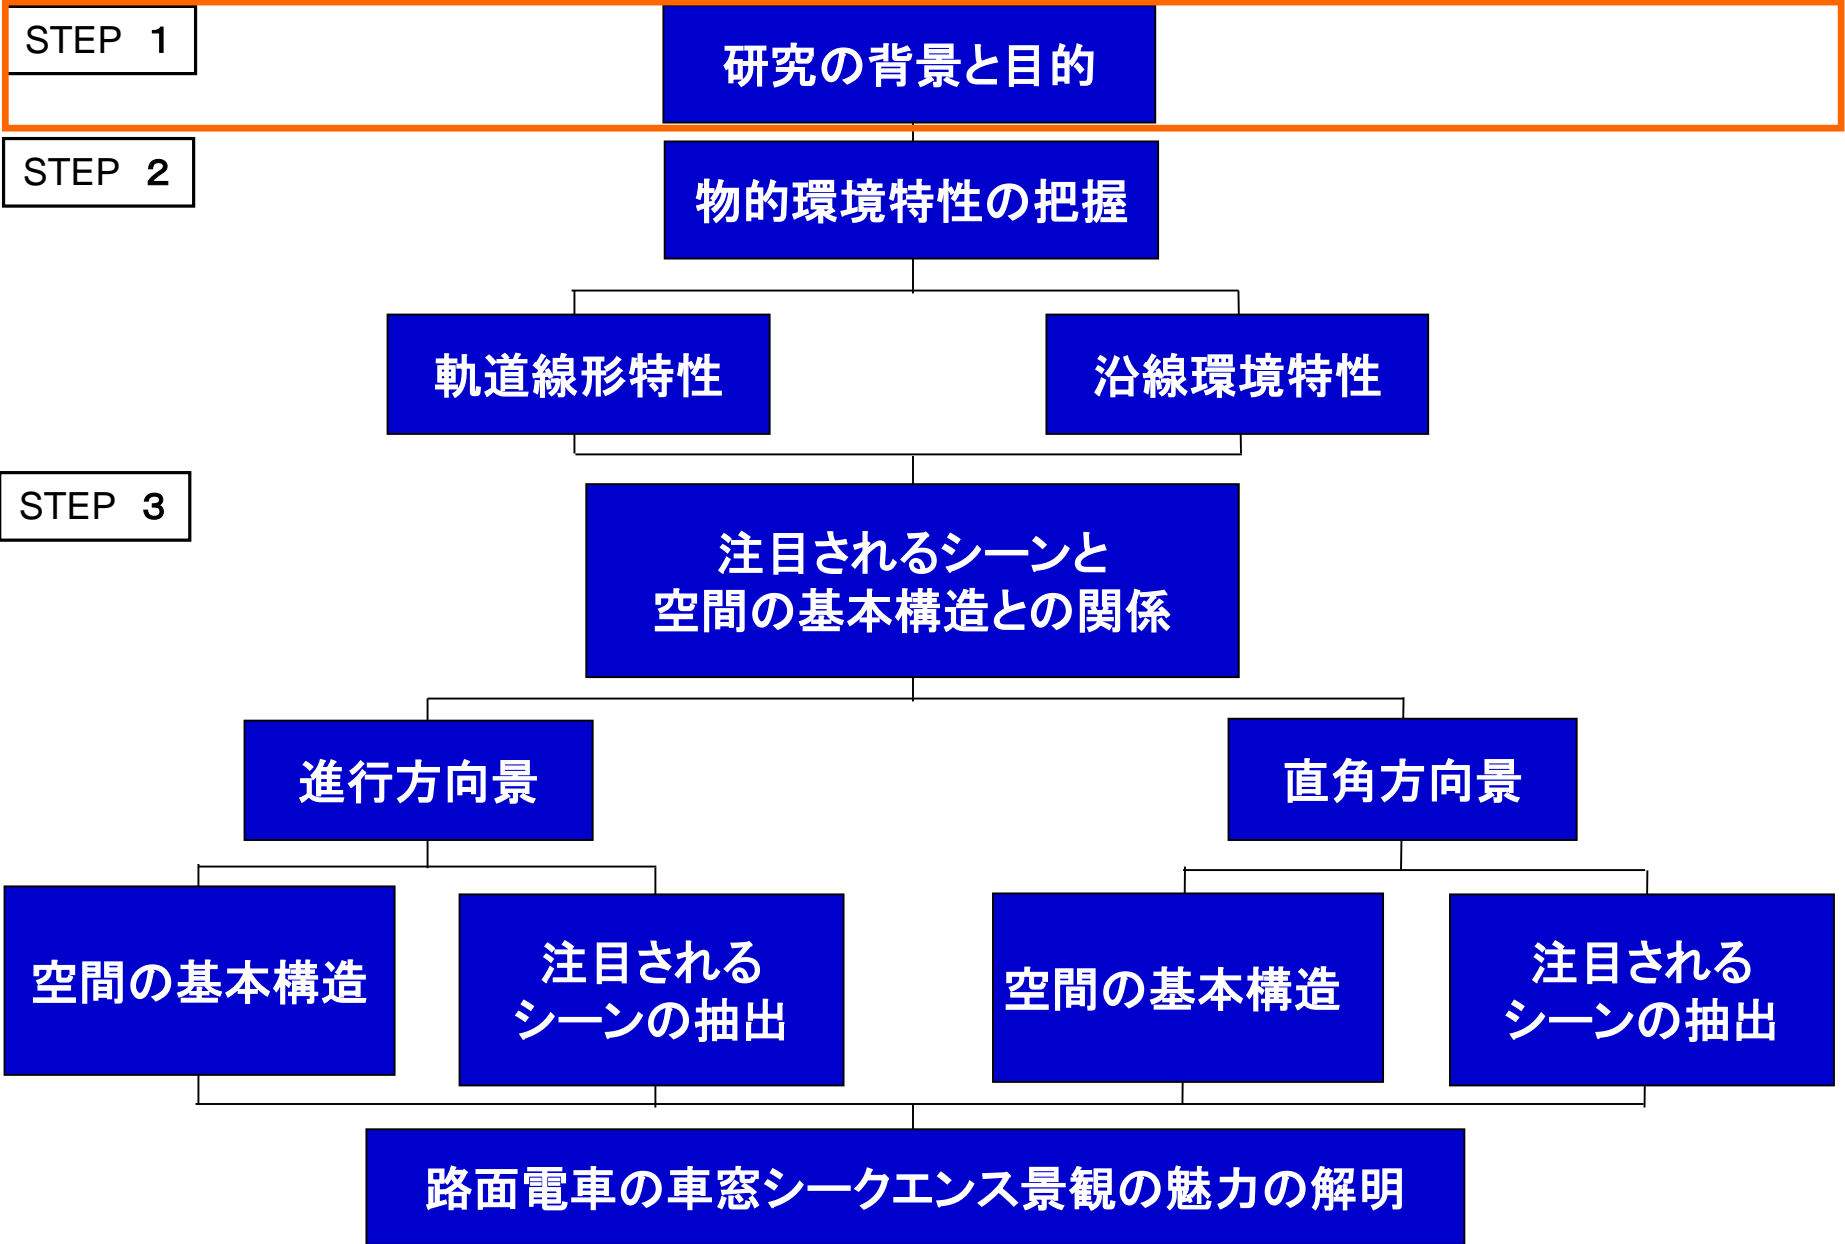 STEP 1
研究の背景と目的
STEP 2
物的環境特性の把握
軌道線形特性
沿線環境特性
STEP 3
注目されるシーンと
空間の基本構造との関係
進行方向景
直角方向景
空間の基本構造
注目される
シーンの抽出
空間の基本構造
注目される
シーンの抽出
路面電車の車窓シークエンス景観の魅力の解明